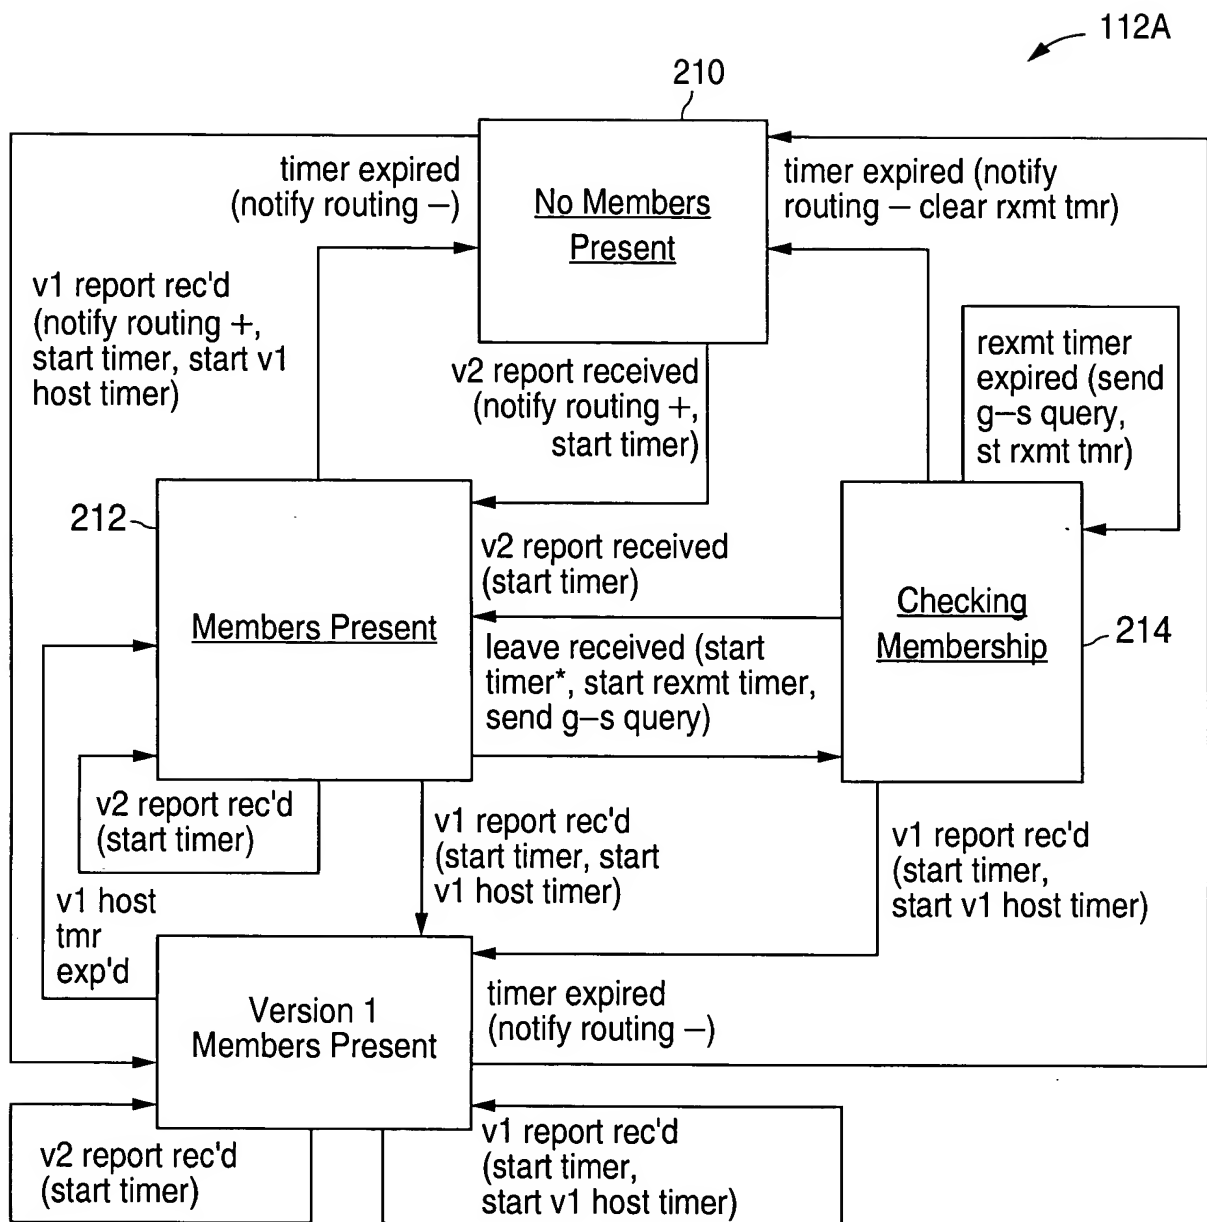 112A
210
timer expired
(notify routing –)
No Members
Present
timer expired (notify
routing – clear rxmt tmr)
v1 report rec'd
(notify routing +,
start timer, start v1
host timer)
v2 report received
(notify routing +,
start timer)
rexmt timer
expired (send
g–s query,
st rxmt tmr)
212
v2 report received
(start timer)
Members Present
Checking
Membership
214
leave received (start
timer*, start rexmt timer,
send g–s query)
v2 report rec'd
(start timer)
v1 report rec'd
(start timer, start
v1 host timer)
v1 report rec'd
(start timer,
start v1 host timer)
v1 host
tmr
exp'd
Version 1
Members Present
timer expired
(notify routing –)
v2 report rec'd
(start timer)
v1 report rec'd
(start timer,
start v1 host timer)